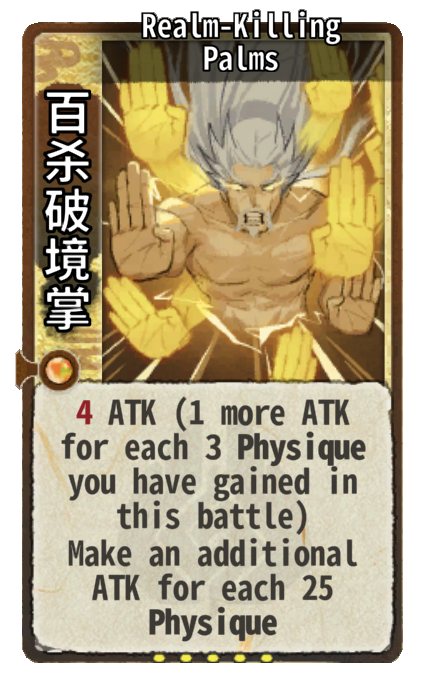 Realm-Killing
Palms
百杀破境掌
4 ATK (1 more ATK
for each 3 Physique
you have gained in
this battle)
Make an additional
ATK for each 25
Physique